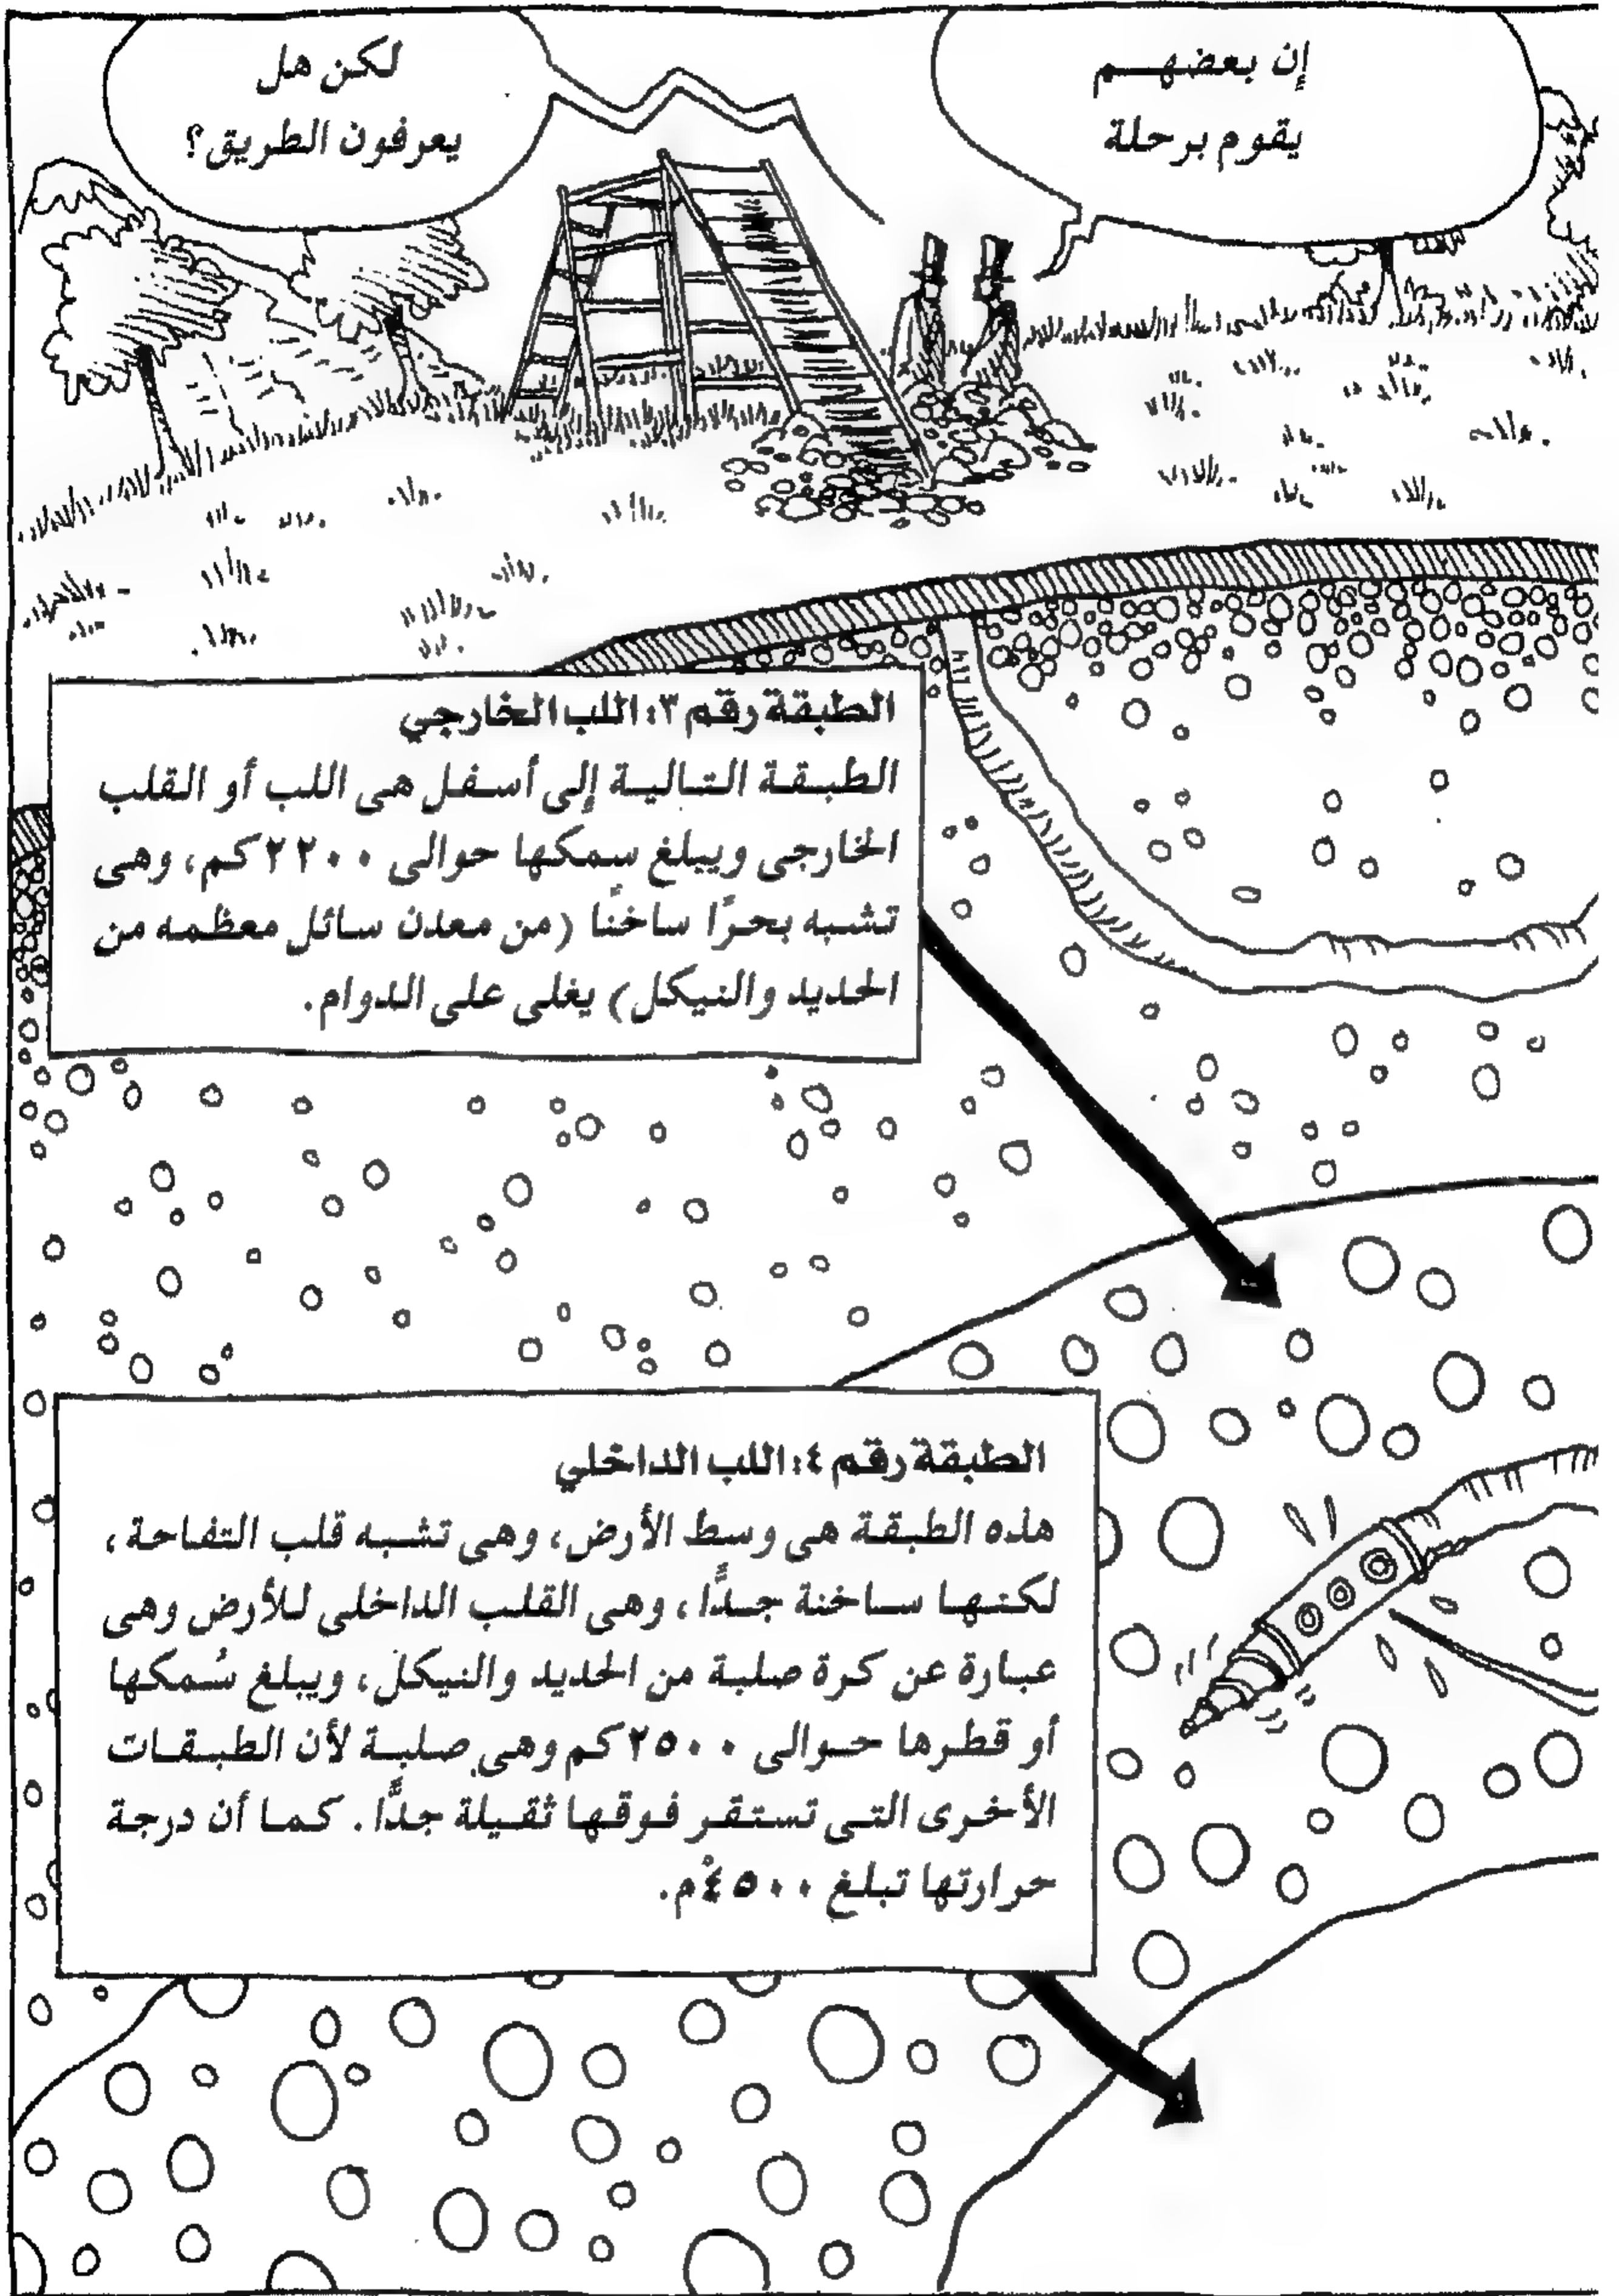 إن بعضهم
يقوم برحلة
لكن هل
يعرفون الطريق؟
الطبقة رقم ٣: اللب الخارجي
الطبقة التالية إلى أسفل هى اللب أو القلب
الخارجى ويبلغ سمكها حوالى ٢٢٠٠ كم، وهى
تشبه بحرًا ساخنًا (من معدن سائل معظمه من
الحديد والنيكل) يغلى على الدوام.
الطبقة رقم ٤: اللب الداخلي
هذه الطبقة هى وسط الأرض، وهى تشبه قلب التفاحة،
لكنها ساخنة جدًّا، وهى القلب الداخلى للأرض وهى
عبارة عن كرة صلبة من الحديد والنيكل، ويبلغ سُمكها
أو قطرها حوالى ٢٥٠٠ كم وهى صلبة لأن الطبقات
الأخرى التى تستقر فوقها ثقيلة جدًّا. كما أن درجة
حرارتها تبلغ ٤٥٠٠°م.